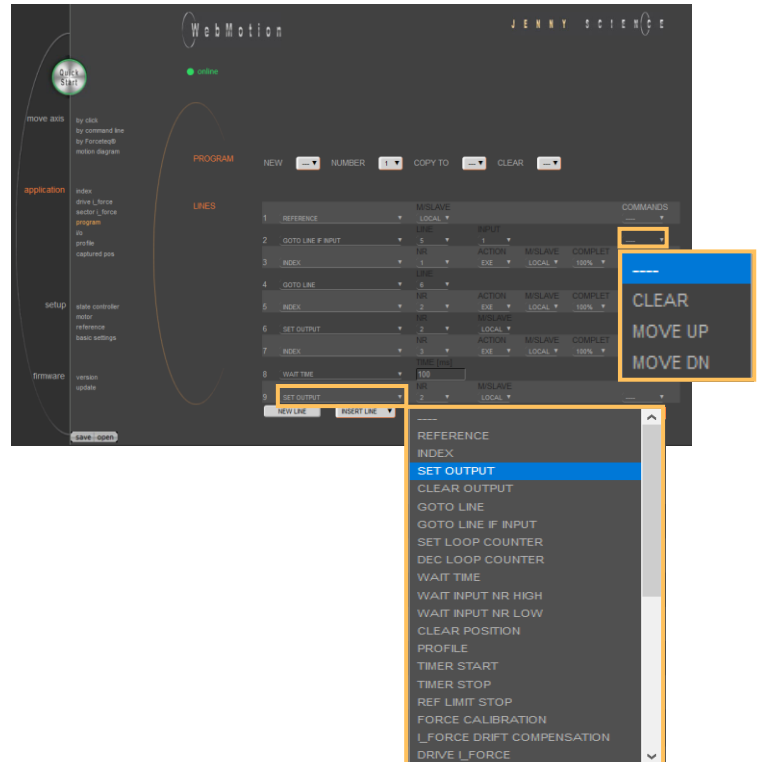 WebMotion
JENNY SCIENCE
Quick
Start
online
move axis
by click
by command line
by ForceteqB
motion diagram
PROGRAM
NEW --- NUMBER 1 COPY TO --- CLEAR ---
application
index
drive i_force
sector i_force
program
i/o
profile
captured pos
LINES
M/SLAVE COMMANDS
1 REFERENCE LOCAL ----
LINE INPUT
2 GOTO LINE IF INPUT 5 1 ----
NR ACTION M/SLAVE COMPLET
3 INDEX 1 EXE LOCAL 100%
LINE
4 GOTO LINE 6
NR ACTION M/SLAVE COMPLET
5 INDEX 2 EXE LOCAL 100%
NR M/SLAVE
6 SET OUTPUT 2 LOCAL
NR ACTION M/SLAVE COMPLET
7 INDEX 3 EXE LOCAL 100%
TIME [ms]
8 WAIT TIME 100
NR M/SLAVE
9 SET OUTPUT 2 LOCAL ----
NEW LINE INSERT LINE
setup
state controller
motor
reference
basic settings
firmware
version
update
save open
----
CLEAR
MOVE UP
MOVE DN
----
REFERENCE
INDEX
SET OUTPUT
CLEAR OUTPUT
GOTO LINE
GOTO LINE IF INPUT
SET LOOP COUNTER
DEC LOOP COUNTER
WAIT TIME
WAIT INPUT NR HIGH
WAIT INPUT NR LOW
CLEAR POSITION
PROFILE
TIMER START
TIMER STOP
REF LIMIT STOP
FORCE CALIBRATION
I_FORCE DRIFT COMPENSATION
DRIVE I_FORCE